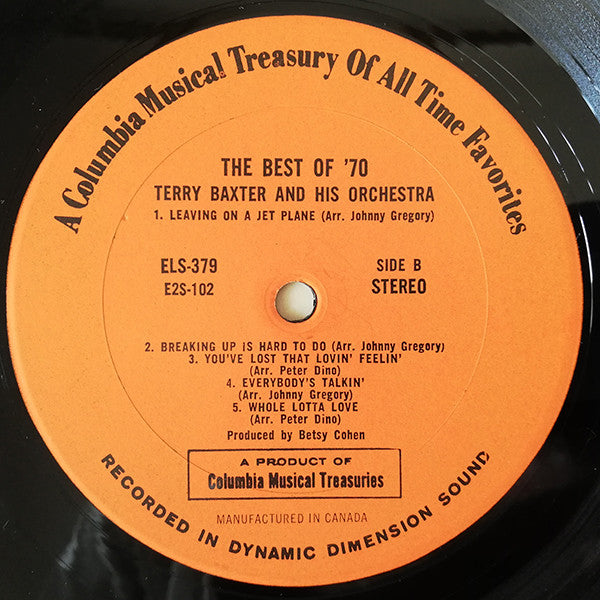 A Columbia Musical Treasury Of All Time Favorites
THE BEST OF '70
TERRY BAXTER AND HIS ORCHESTRA
1. LEAVING ON A JET PLANE (Arr. Johnny Gregory)
ELS-379
SIDE B
E2S-102
STEREO
2. BREAKING UP IS HARD TO DO (Arr. Johnny Gregory)
3. YOU'VE LOST THAT LOVIN' FEELIN'
(Arr. Peter Dino)
4. EVERYBODY'S TALKIN'
(Arr. Johnny Gregory)
5. WHOLE LOTTA LOVE
(Arr. Peter Dino)
Produced by Betsy Cohen
A PRODUCT OF
Columbia Musical Treasuries
MANUFACTURED IN CANADA
RECORDED IN DYNAMIC DIMENSION SOUND